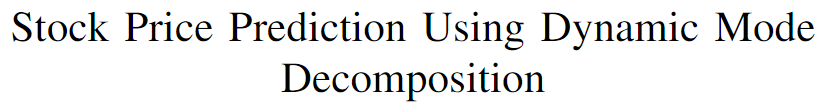 Stock Price Prediction Using Dynamic Mode
Decomposition